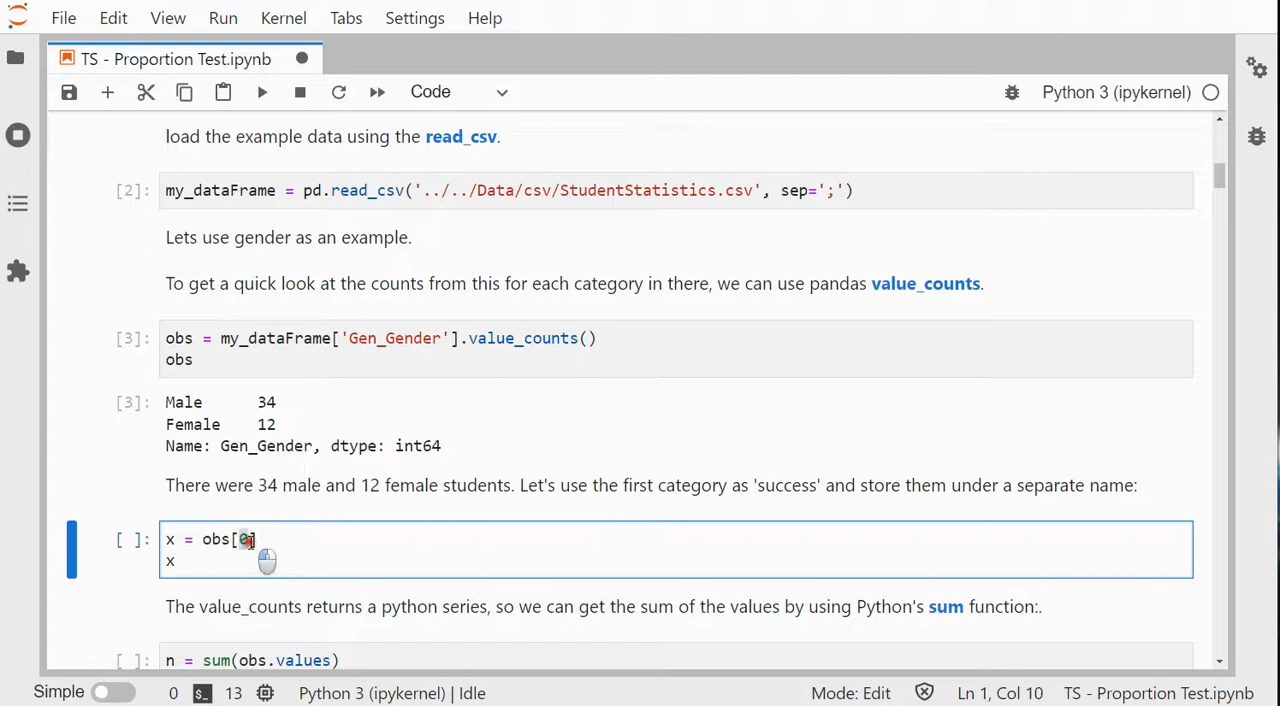 File Edit View Run Kernel Tabs Settings Help
TS - Proportion Test.ipynb
Code
Python 3 (ipykernel)
load the example data using the read_csv.
[2]: my_dataFrame = pd.read_csv('../../Data/csv/StudentStatistics.csv', sep=';')
Lets use gender as an example.
To get a quick look at the counts from this for each category in there, we can use pandas value_counts.
[3]: obs = my_dataFrame['Gen_Gender'].value_counts()
obs
[3]: Male 34
Female 12
Name: Gen_Gender, dtype: int64
There were 34 male and 12 female students. Let's use the first category as 'success' and store them under a separate name:
[ ]: x = obs[0]
x
The value_counts returns a python series, so we can get the sum of the values by using Python's sum function:.
[ ]: n = sum(obs.values)
Simple 0 $_ 13 Python 3 (ipykernel) | Idle Mode: Edit Ln 1, Col 10 TS - Proportion Test.ipynb